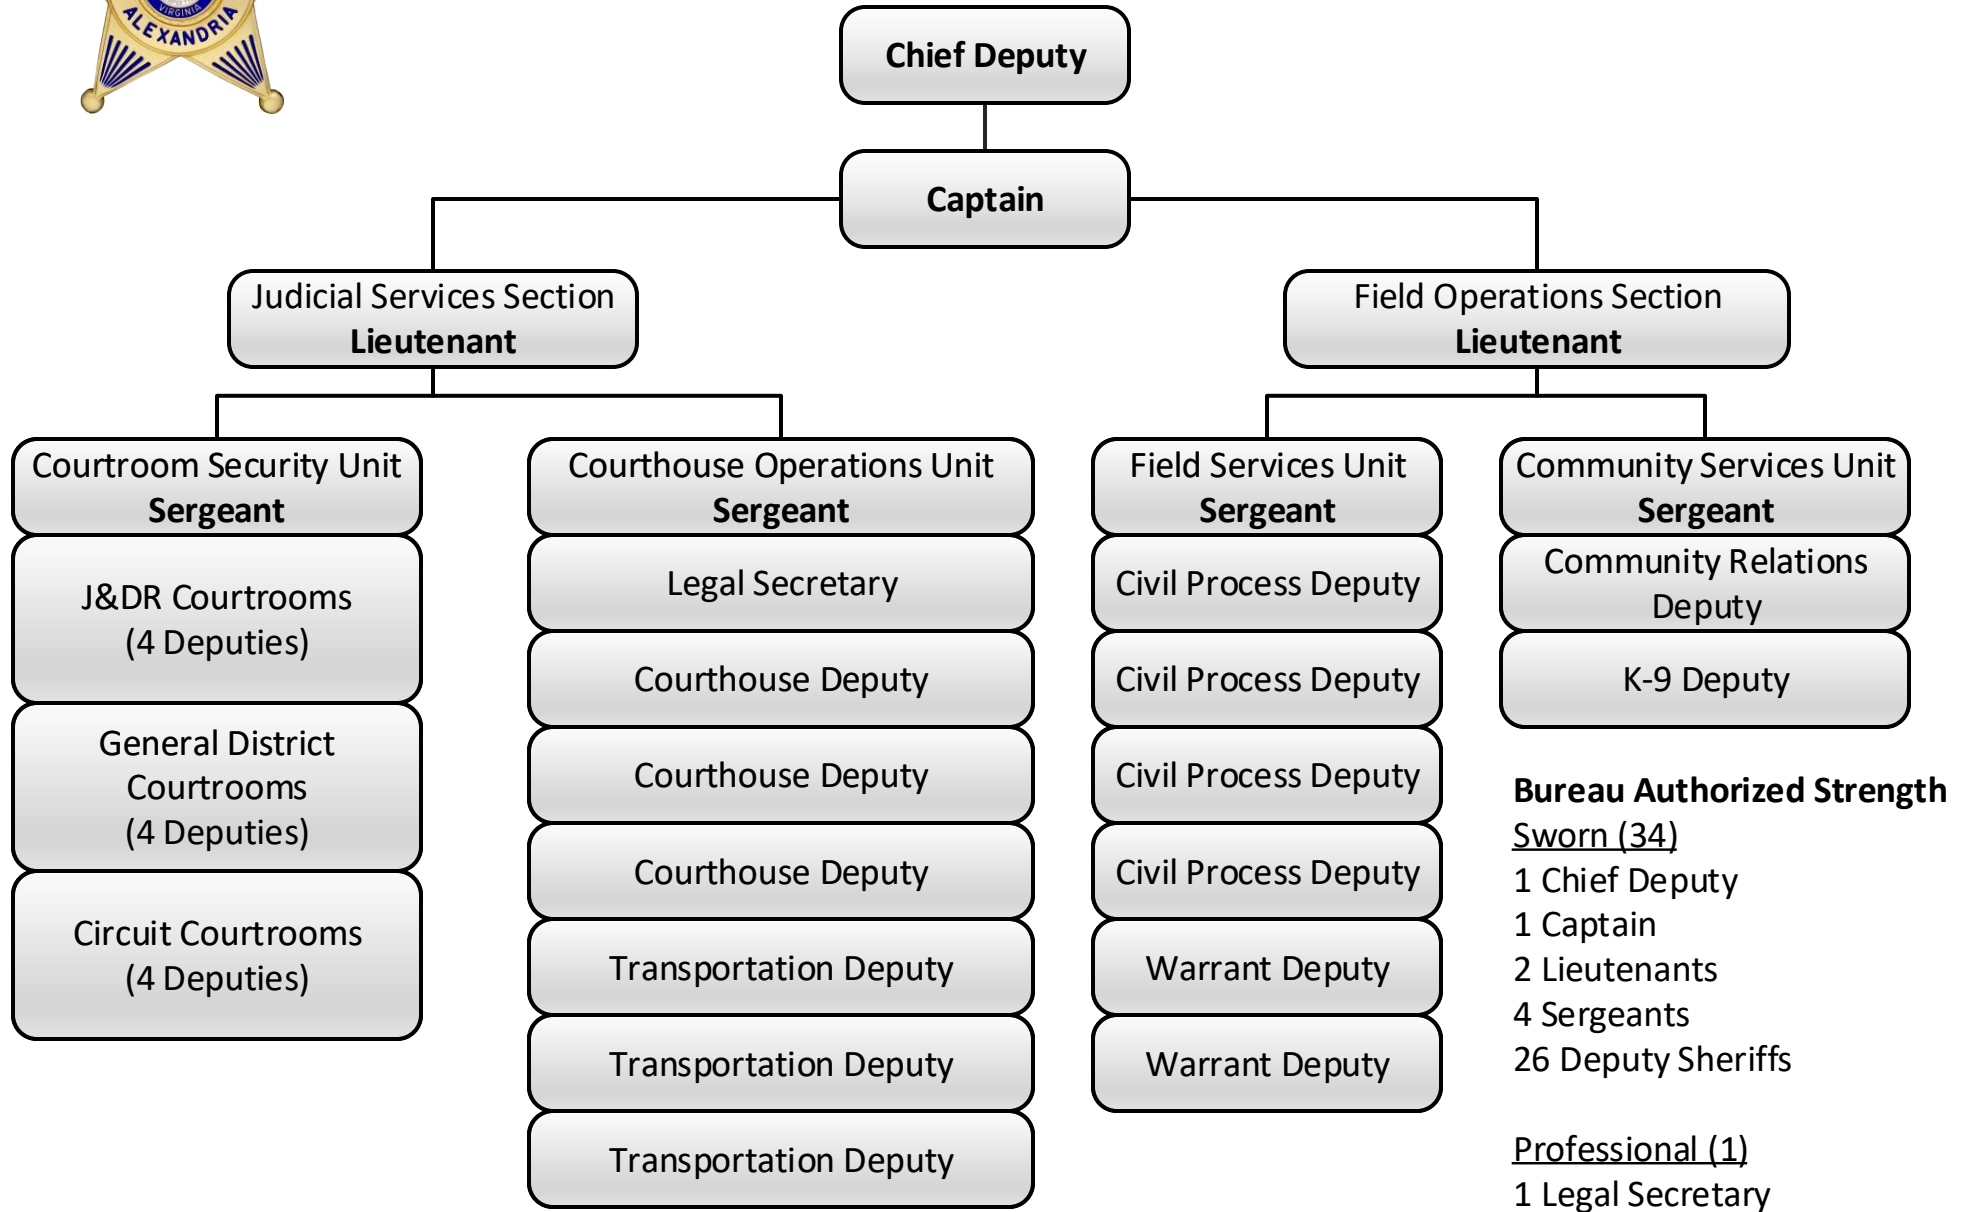 VIRGINIA
ALEXANDRIA
Chief Deputy
Captain
Judicial Services Section
Lieutenant
Field Operations Section
Lieutenant
Courtroom Security Unit
Sergeant
J&DR Courtrooms
(4 Deputies)
General District
Courtrooms
(4 Deputies)
Circuit Courtrooms
(4 Deputies)
Courthouse Operations Unit
Sergeant
Legal Secretary
Courthouse Deputy
Courthouse Deputy
Courthouse Deputy
Transportation Deputy
Transportation Deputy
Transportation Deputy
Field Services Unit
Sergeant
Civil Process Deputy
Civil Process Deputy
Civil Process Deputy
Civil Process Deputy
Warrant Deputy
Warrant Deputy
Community Services Unit
Sergeant
Community Relations
Deputy
K-9 Deputy
Bureau Authorized Strength
Sworn (34)
1 Chief Deputy
1 Captain
2 Lieutenants
4 Sergeants
26 Deputy Sheriffs
Professional (1)
1 Legal Secretary